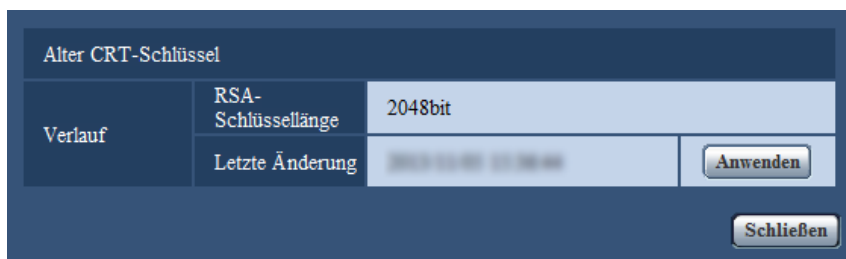 Alter CRT-Schlüssel
Verlauf
RSA-
Schlüssellänge
2048bit
Letzte Änderung
Anwenden
Schließen